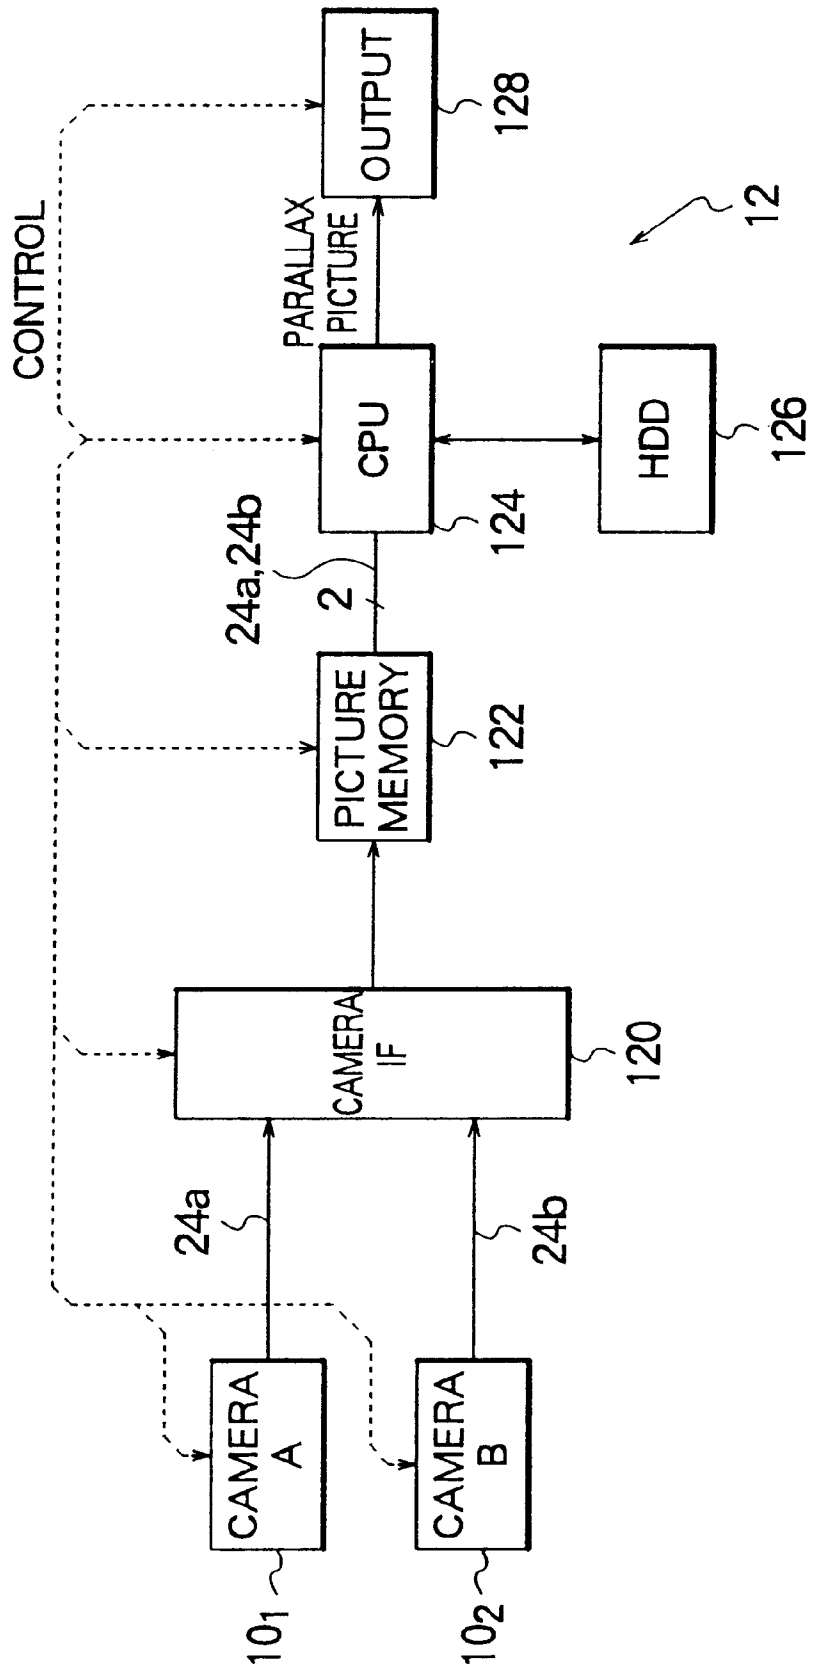 CONTROL
CAMERA
A
10₁
24a
CAMERA
B
10₂
24b
CAMERA
IF
120
PICTURE
MEMORY
122
2
24a,24b
CPU
124
HDD
126
PARALLAX
PICTURE
OUTPUT
128
12